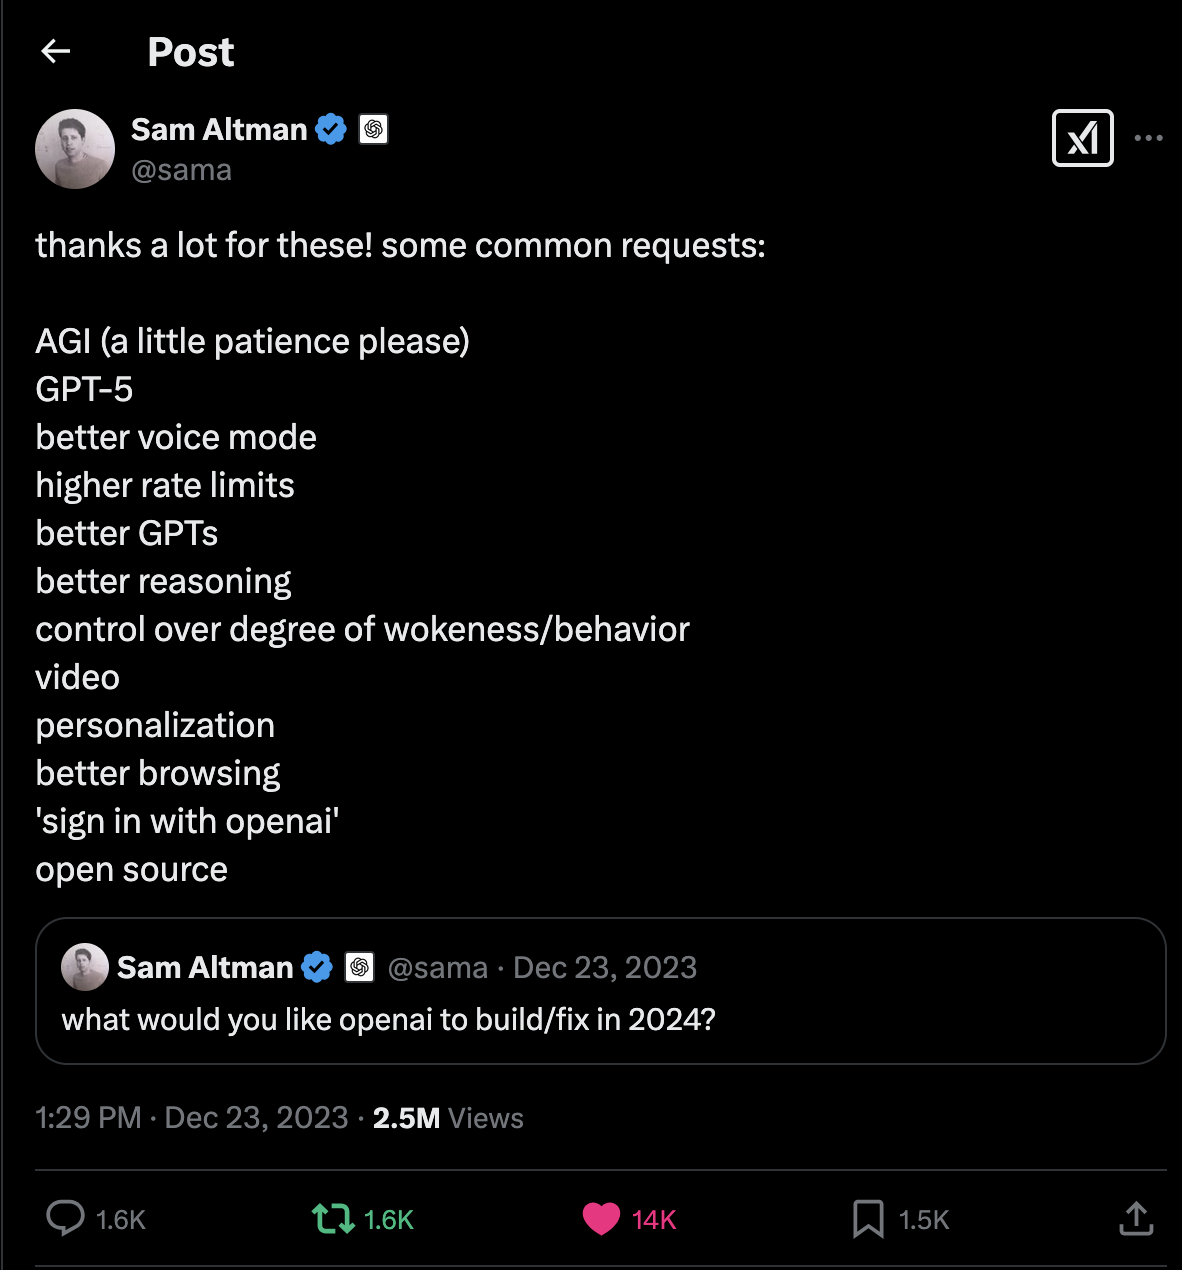 Post
Sam Altman
@sama
thanks a lot for these! some common requests:
AGI (a little patience please)
GPT-5
better voice mode
higher rate limits
better GPTs
better reasoning
control over degree of wokeness/behavior
video
personalization
better browsing
'sign in with openai'
open source
Sam Altman @sama · Dec 23, 2023
what would you like openai to build/fix in 2024?
1:29 PM · Dec 23, 2023 · 2.5M Views
1.6K 1.6K 14K 1.5K